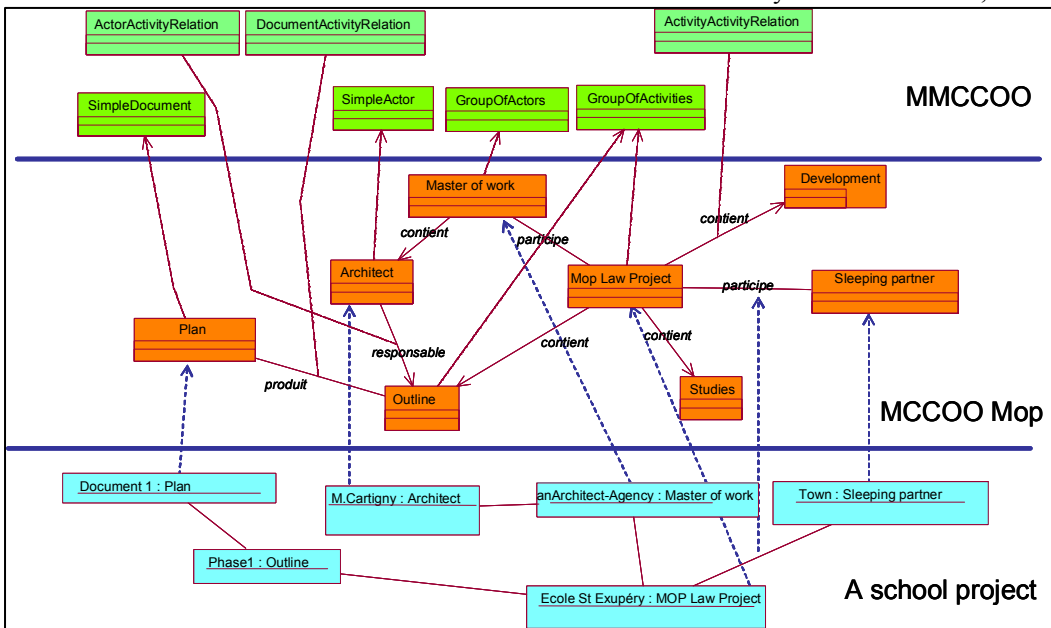 ActorActivityRelation
DocumentActivityRelation
ActivityActivityRelation
SimpleDocument
SimpleActor
GroupOfActors
GroupOfActivities
MMCCOO
Master of work
Development
contient
participe
contient
Architect
Mop Law Project
Sleeping partner
participe
Plan
responsable
contient
contient
produit
Outline
Studies
MCCOO Mop
Document 1 : Plan
M.Cartigny : Architect
anArchitect-Agency : Master of work
Town : Sleeping partner
Phase1 : Outline
Ecole St Exupéry : MOP Law Project
A school project